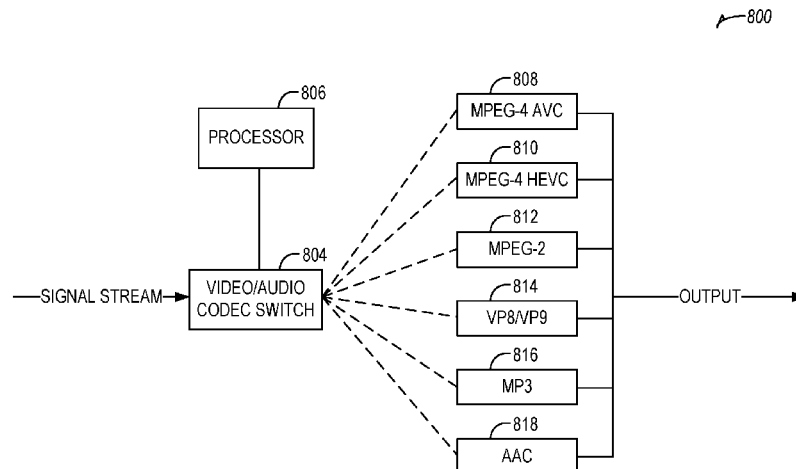 800
806
PROCESSOR
804
VIDEO/AUDIO
CODEC SWITCH
SIGNAL STREAM
808
MPEG-4 AVC
810
MPEG-4 HEVC
812
MPEG-2
814
VP8/VP9
816
MP3
818
AAC
OUTPUT